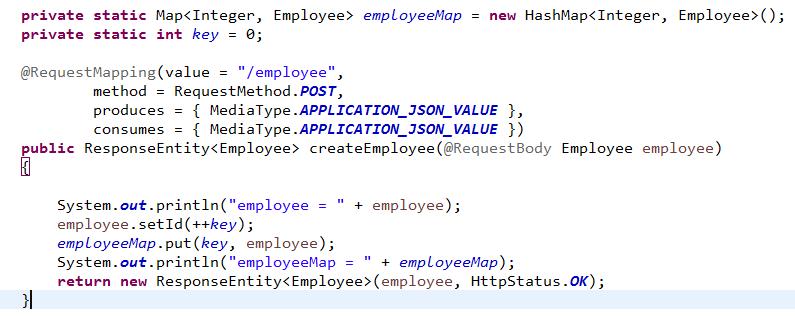 private static Map<Integer, Employee> employeeMap = new HashMap<Integer, Employee>();
private static int key = 0;
@RequestMapping(value = "/employee",
method = RequestMethod.POST,
produces = { MediaType.APPLICATION_JSON_VALUE },
consumes = { MediaType.APPLICATION_JSON_VALUE })
public ResponseEntity<Employee> createEmployee(@RequestBody Employee employee)
{
System.out.println("employee = " + employee);
employee.setId(++key);
employeeMap.put(key, employee);
System.out.println("employeeMap = " + employeeMap);
return new ResponseEntity<Employee>(employee, HttpStatus.OK);
}